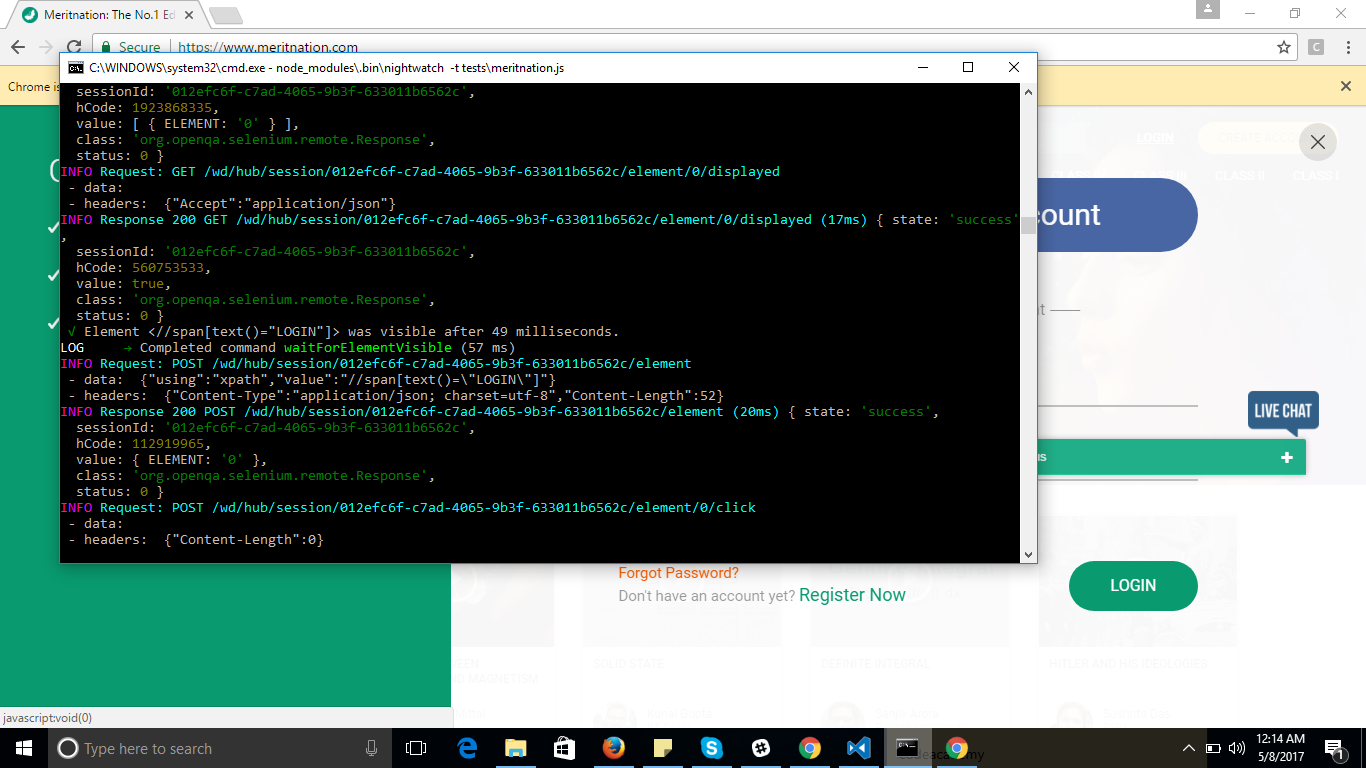 Meritnation: The No.1 Ed
Secure https://www.meritnation.com
C
C:\WINDOWS\system32\cmd.exe - node_modules\.bin\nightwatch -t tests\meritnation.js
Chrome is
sessionId: '012efc6f-c7ad-4065-9b3f-633011b6562c',
hCode: 1923868335,
value: [ { ELEMENT: '0' } ],
class: 'org.openqa.selenium.remote.Response',
status: 0 }
INFO Request: GET /wd/hub/session/012efc6f-c7ad-4065-9b3f-633011b6562c/element/0/displayed
- data:
- headers:  {"Accept":"application/json"}
INFO Response 200 GET /wd/hub/session/012efc6f-c7ad-4065-9b3f-633011b6562c/element/0/displayed (17ms) { state: 'success'
,
sessionId: '012efc6f-c7ad-4065-9b3f-633011b6562c',
hCode: 560753533,
value: true,
class: 'org.openqa.selenium.remote.Response',
status: 0 }
√ Element <//span[text()="LOGIN"]> was visible after 49 milliseconds.
LOG     → Completed command waitForElementVisible (57 ms)
INFO Request: POST /wd/hub/session/012efc6f-c7ad-4065-9b3f-633011b6562c/element
- data:  {"using":"xpath","value":"//span[text()=\"LOGIN\"]"}
- headers:  {"Content-Type":"application/json; charset=utf-8","Content-Length":52}
INFO Response 200 POST /wd/hub/session/012efc6f-c7ad-4065-9b3f-633011b6562c/element (20ms) { state: 'success',
sessionId: '012efc6f-c7ad-4065-9b3f-633011b6562c',
hCode: 112919965,
value: { ELEMENT: '0' },
class: 'org.openqa.selenium.remote.Response',
status: 0 }
INFO Request: POST /wd/hub/session/012efc6f-c7ad-4065-9b3f-633011b6562c/element/0/click
- data:
- headers:  {"Content-Length":0}
LOGIN CREATE ACCO
CLASS II CLASS I
count
t
LIVE CHAT
us
Forgot Password?
Don't have an account yet? Register Now
LOGIN
SOLID STATE
DEFINITE INTEGRAL
HITLER AND HIS IDEOLOGIES
ND MAGNETISM
javascript:void(0)
Type here to search
deacademy
12:14 AM
5/8/2017
1